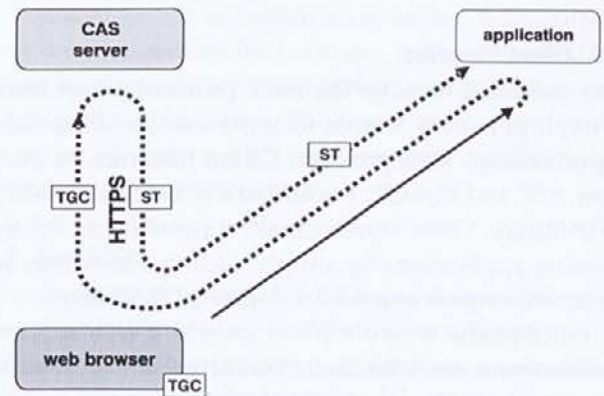 CAS
server
application
ST
TGC
HTTPS
ST
web browser
TGC